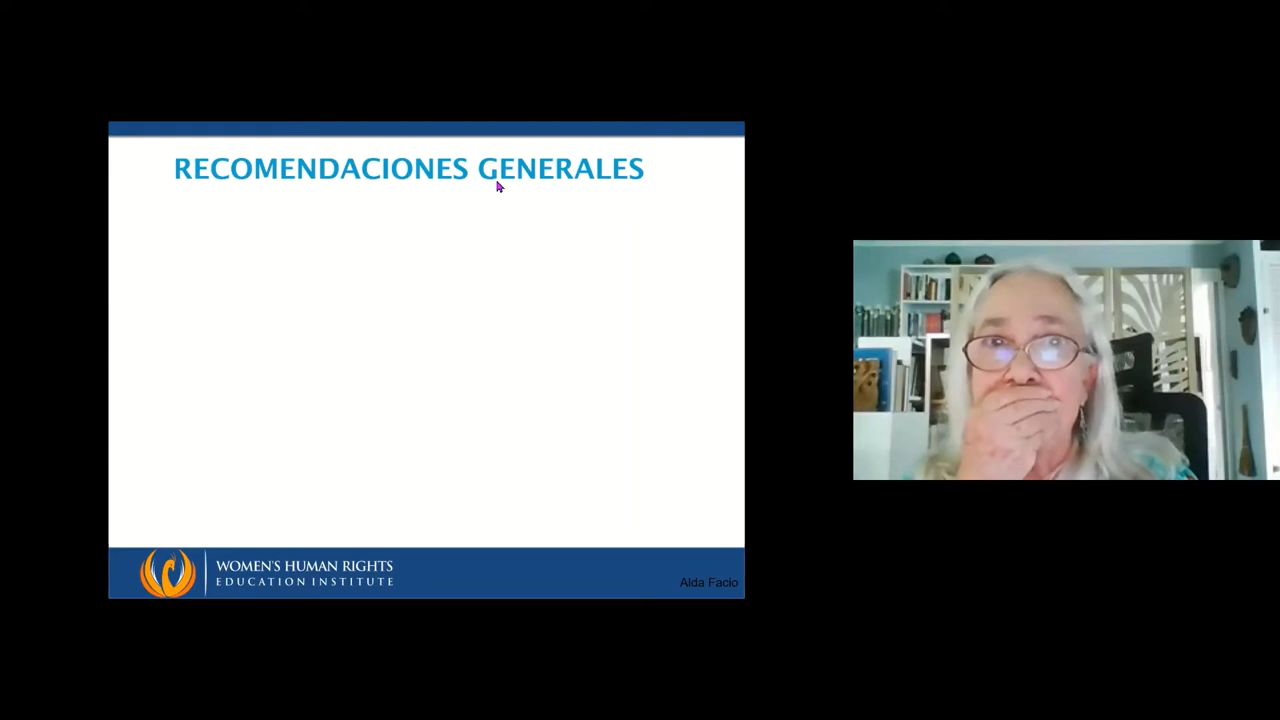 RECOMENDACIONES GENERALES
WOMEN'S HUMAN RIGHTS
EDUCATION INSTITUTE
Alda Facio